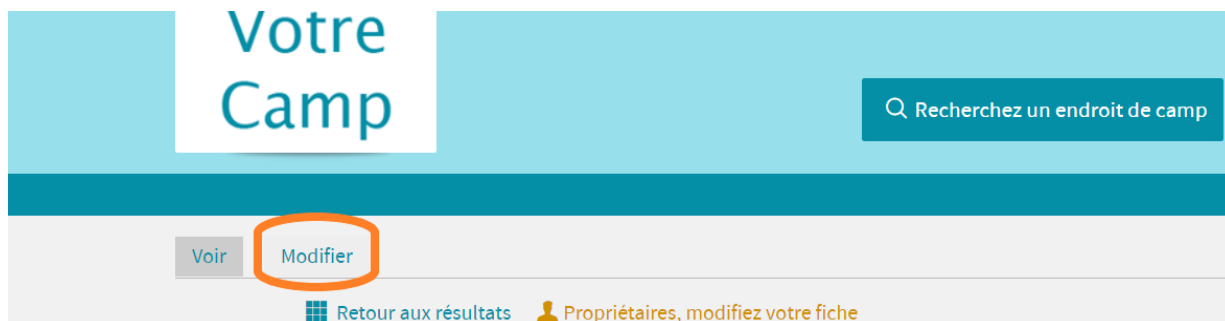 Votre
Camp
Recherchez un endroit de camp
Voir Modifier
Retour aux résultats Propriétaires, modifiez votre fiche